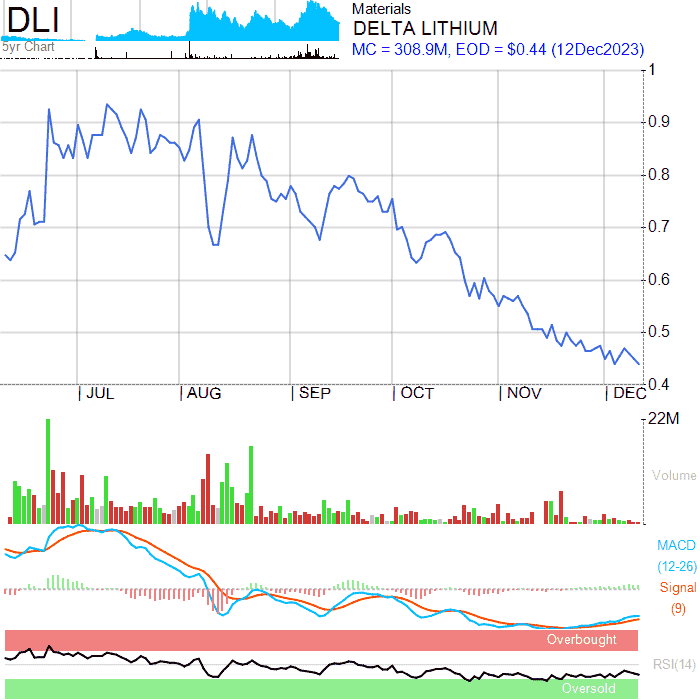 DLI
5yr Chart
Materials
DELTA LITHIUM
MC = 308.9M, EOD = $0.44 (12Dec2023)
1
0.9
0.8
0.7
0.6
0.5
0.4
JUL AUG SEP OCT NOV DEC
22M
Volume
MACD
(12-26)
Signal
(9)
Overbought
RSI(14)
Oversold